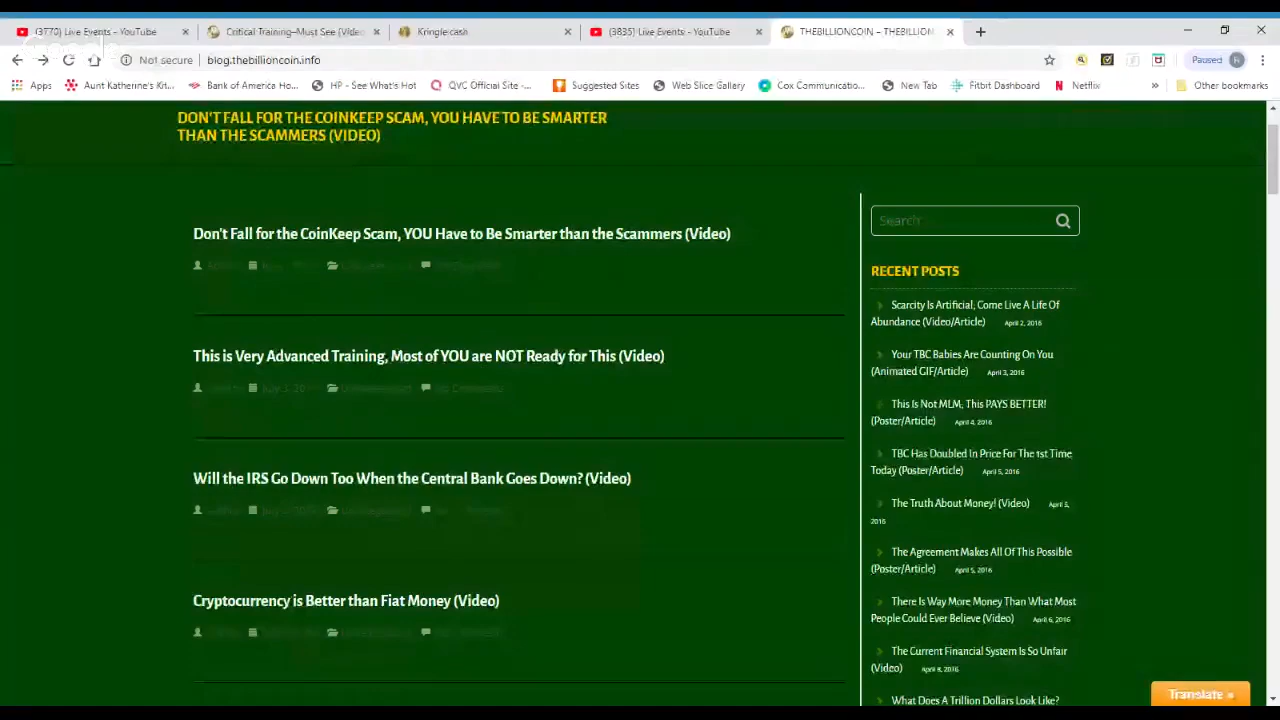 (3770) Live Events - YouTube
Critical Training–Must See (Video
Kringle.cash
(3835) Live Events - YouTube
THEBILLIONCOIN – THEBILLION
Not secure
blog.thebillioncoin.info
Paused
Apps
Aunt Katherine's Kit...
Bank of America Ho...
HP - See What's Hot
QVC Official Site -...
Suggested Sites
Web Slice Gallery
Cox Communicatio...
New Tab
Fitbit Dashboard
Netflix
»
Other bookmarks
DON'T FALL FOR THE COINKEEP SCAM, YOU HAVE TO BE SMARTER
THAN THE SCAMMERS (VIDEO)
Don't Fall for the CoinKeep Scam, YOU Have to Be Smarter than the Scammers (Video)
This is Very Advanced Training, Most of YOU are NOT Ready for This (Video)
Will the IRS Go Down Too When the Central Bank Goes Down? (Video)
Cryptocurrency is Better than Fiat Money (Video)
Search
RECENT POSTS
Scarcity Is Artificial, Come Live A Life Of
Abundance (Video/Article) April 2, 2016
Your TBC Babies Are Counting On You
(Animated GIF/Article) April 3, 2016
This Is Not MLM; This PAYS BETTER!
(Poster/Article) April 4, 2016
TBC Has Doubled In Price For The 1st Time
Today (Poster/Article) April 5, 2016
The Truth About Money! (Video) April 5,
2016
The Agreement Makes All Of This Possible
(Poster/Article) April 5, 2016
There Is Way More Money Than What Most
People Could Ever Believe (Video) April 6, 2016
The Current Financial System Is So Unfair
(Video) April 8, 2016
What Does A Trillion Dollars Look Like?
Translate »